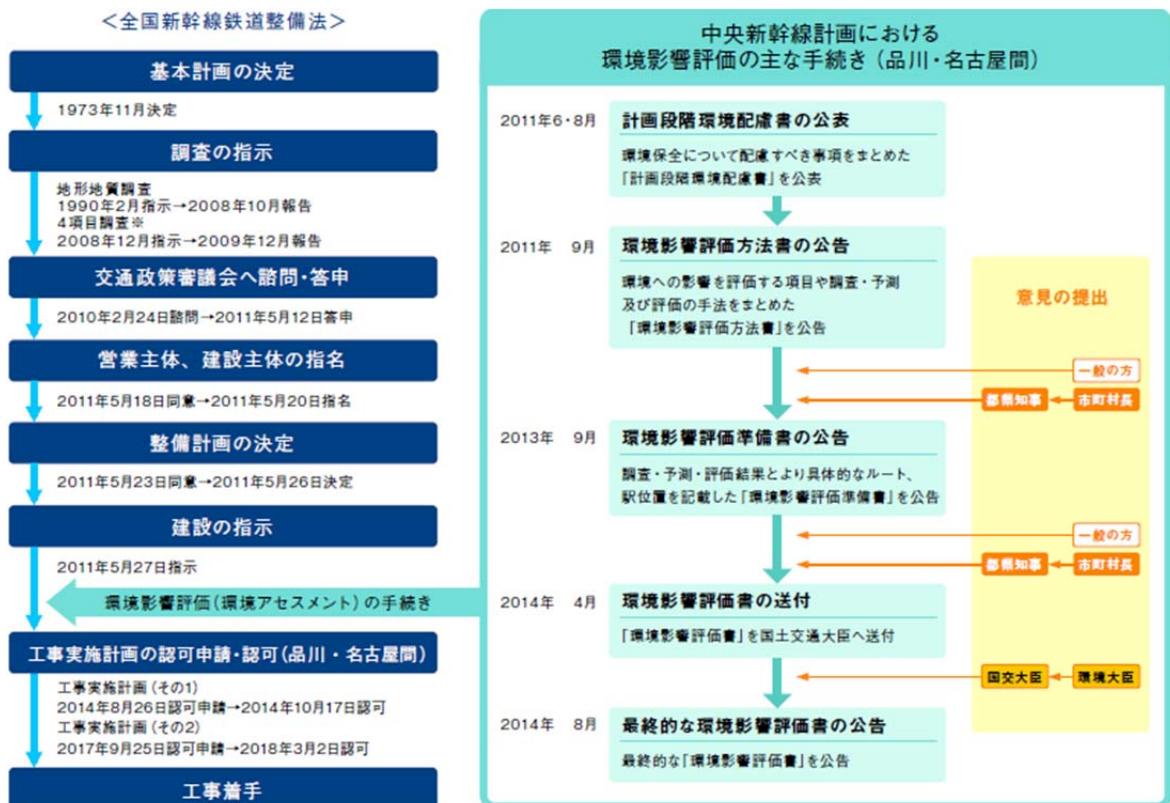 ＜全国新幹線鉄道整備法＞
基本計画の決定
1973年11月決定
調査の指示
地形地質調査
1990年2月指示→2008年10月報告
4項目調査※
2008年12月指示→2009年12月報告
交通政策審議会へ諮問・答申
2010年2月24日諮問→2011年5月12日答申
営業主体、建設主体の指名
2011年5月18日同意→2011年5月20日指名
整備計画の決定
2011年5月23日同意→2011年5月26日決定
建設の指示
2011年5月27日指示
環境影響評価(環境アセスメント)の手続き
工事実施計画の認可申請・認可(品川・名古屋間)
工事実施計画(その1)
2014年8月26日認可申請→2014年10月17日認可
工事実施計画(その2)
2017年9月25日認可申請→2018年3月2日認可
工事着手
中央新幹線計画における
環境影響評価の主な手続き(品川・名古屋間)
2011年6・8月
計画段階環境配慮書の公表
環境保全について配慮すべき事項をまとめた
「計画段階環境配慮書」を公表
2011年 9月
環境影響評価方法書の公告
環境への影響を評価する項目や調査・予測
及び評価の手法をまとめた
「環境影響評価方法書」を公告
意見の提出
一般の方
都県知事
市町村長
2013年 9月
環境影響評価準備書の公告
調査・予測・評価結果とより具体的なルート、
駅位置を記載した「環境影響評価準備書」を公告
一般の方
都県知事
市町村長
2014年 4月
環境影響評価書の送付
「環境影響評価書」を国土交通大臣へ送付
国交大臣
環境大臣
2014年 8月
最終的な環境影響評価書の公告
最終的な「環境影響評価書」を公告